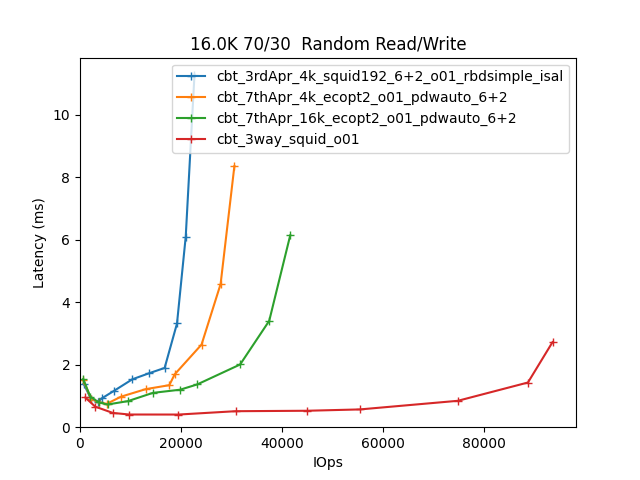 16.0K 70/30  Random Read/Write
cbt_3rdApr_4k_squid192_6+2_o01_rbdsimple_isal
cbt_7thApr_4k_ecopt2_o01_pdwauto_6+2
cbt_7thApr_16k_ecopt2_o01_pdwauto_6+2
cbt_3way_squid_o01
Latency (ms)
10
8
6
4
2
0
0 20000 40000 60000 80000
IOps